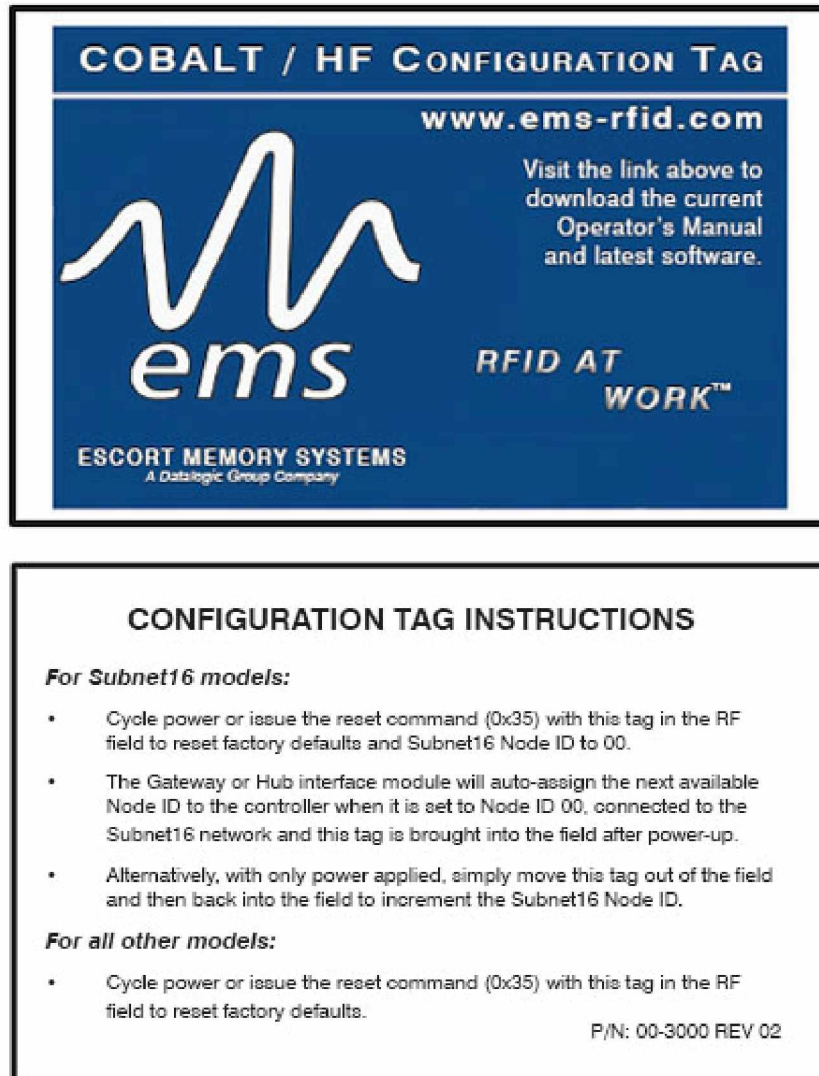 COBALT / HF CONFIGURATION TAG
www.ems-rfid.com
Visit the link above to
download the current
Operator's Manual
and latest software.
ems
RFID AT
WORK™
ESCORT MEMORY SYSTEMS
A Datalogic Group Company
CONFIGURATION TAG INSTRUCTIONS
For Subnet16 models:
• Cycle power or issue the reset command (0x35) with this tag in the RF
field to reset factory defaults and Subnet16 Node ID to 00.
• The Gateway or Hub interface module will auto-assign the next available
Node ID to the controller when it is set to Node ID 00, connected to the
Subnet16 network and this tag is brought into the field after power-up.
• Alternatively, with only power applied, simply move this tag out of the field
and then back into the field to increment the Subnet16 Node ID.
For all other models:
• Cycle power or issue the reset command (0x35) with this tag in the RF
field to reset factory defaults.
P/N: 00-3000 REV 02